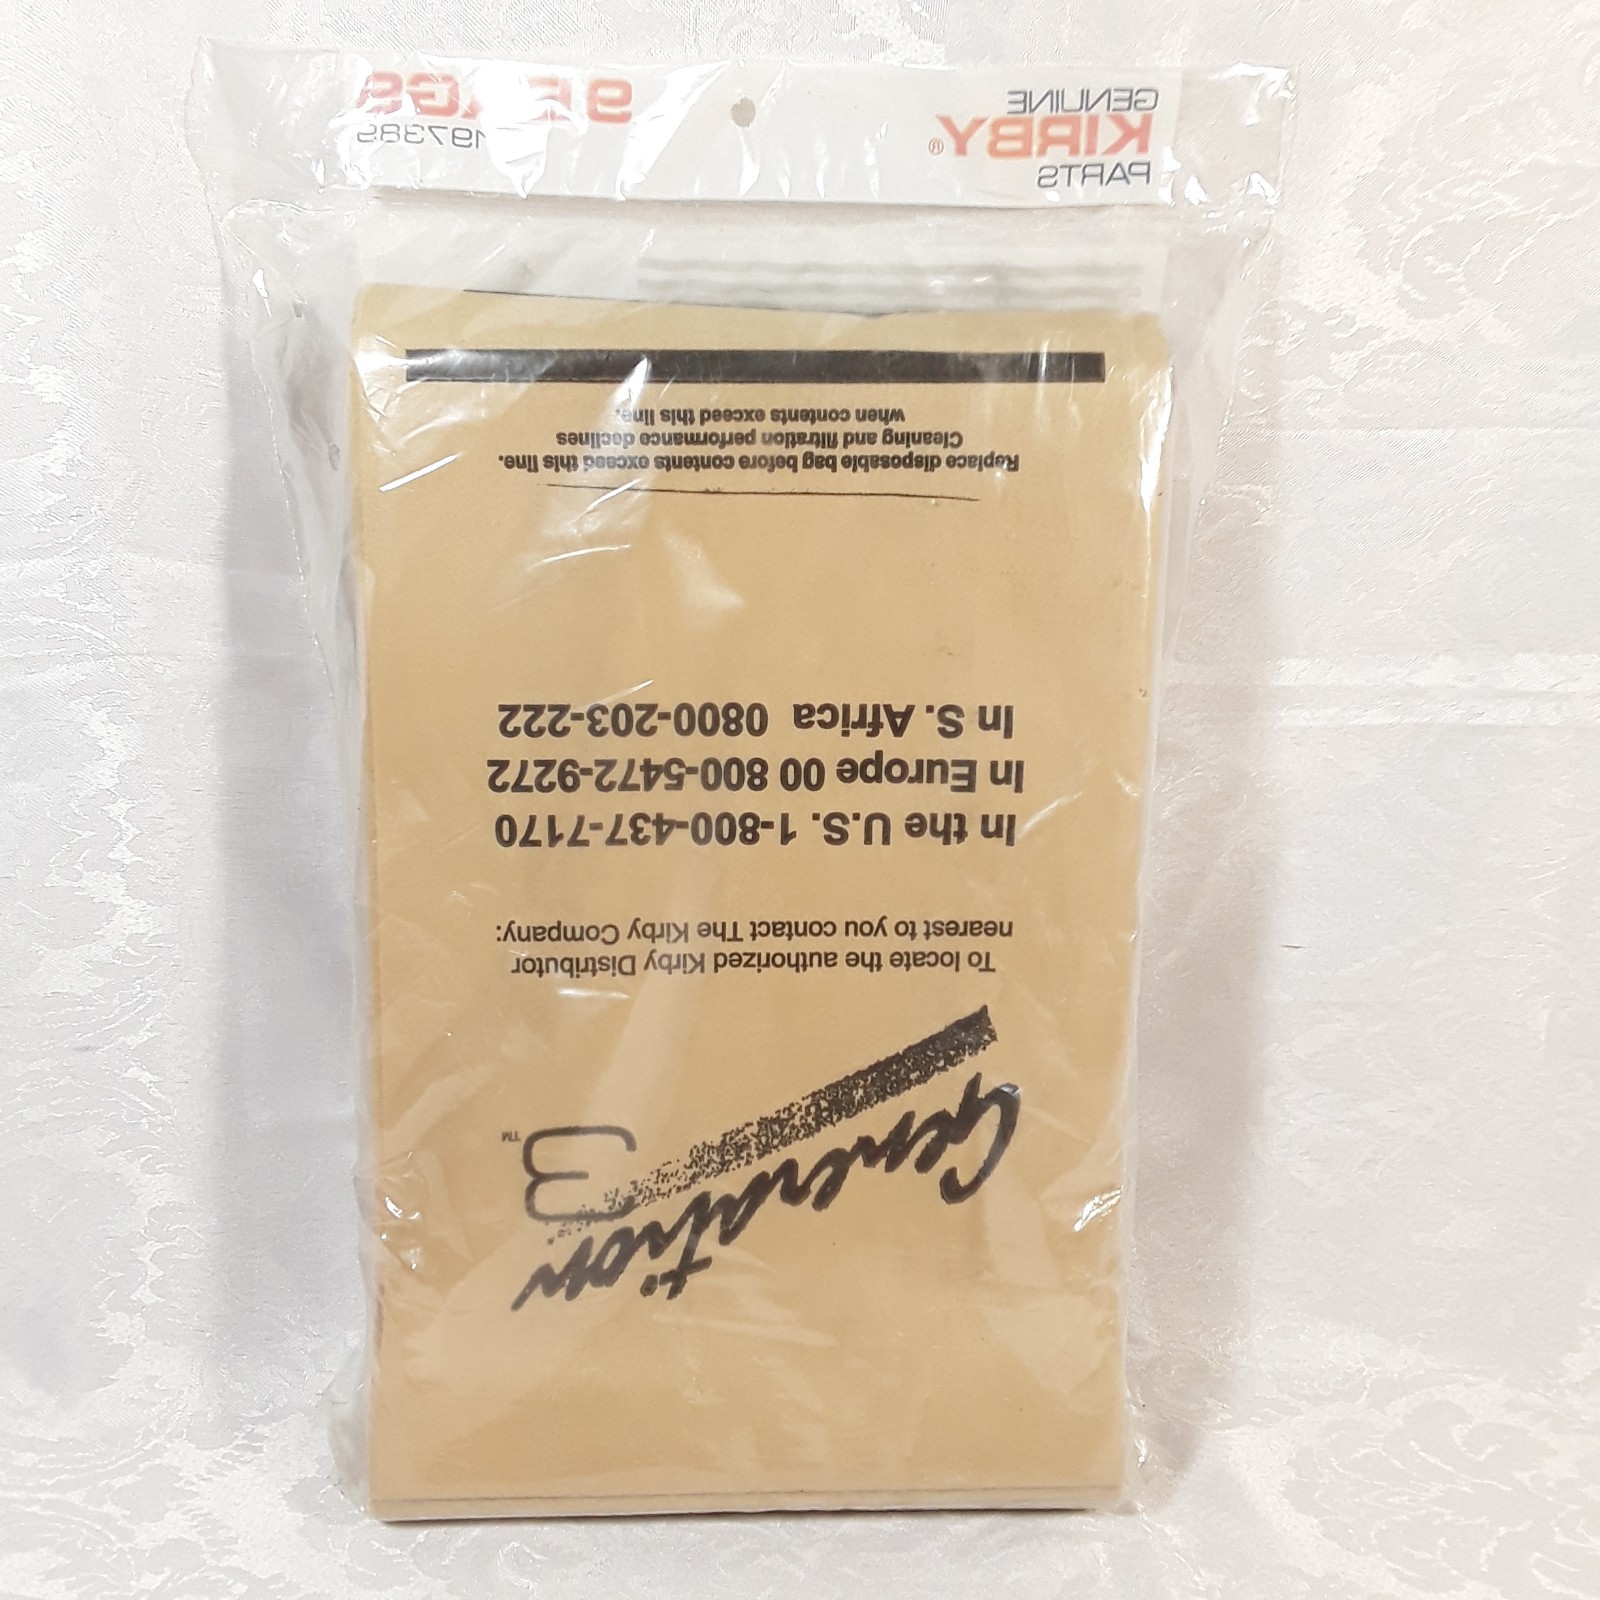 GENUINE
KIRBY®
PARTS
9 BAGS
197389
Generation
3™
To locate the authorized Kirby Distributor
nearest to you contact The Kirby Company:
In the U.S. 1-800-437-7170
In Europe 00 800-5472-9272
In S. Africa 0800-203-222
Replace disposable bag before contents exceed this line.
Cleaning and filtration performance declines
when contents exceed this line.